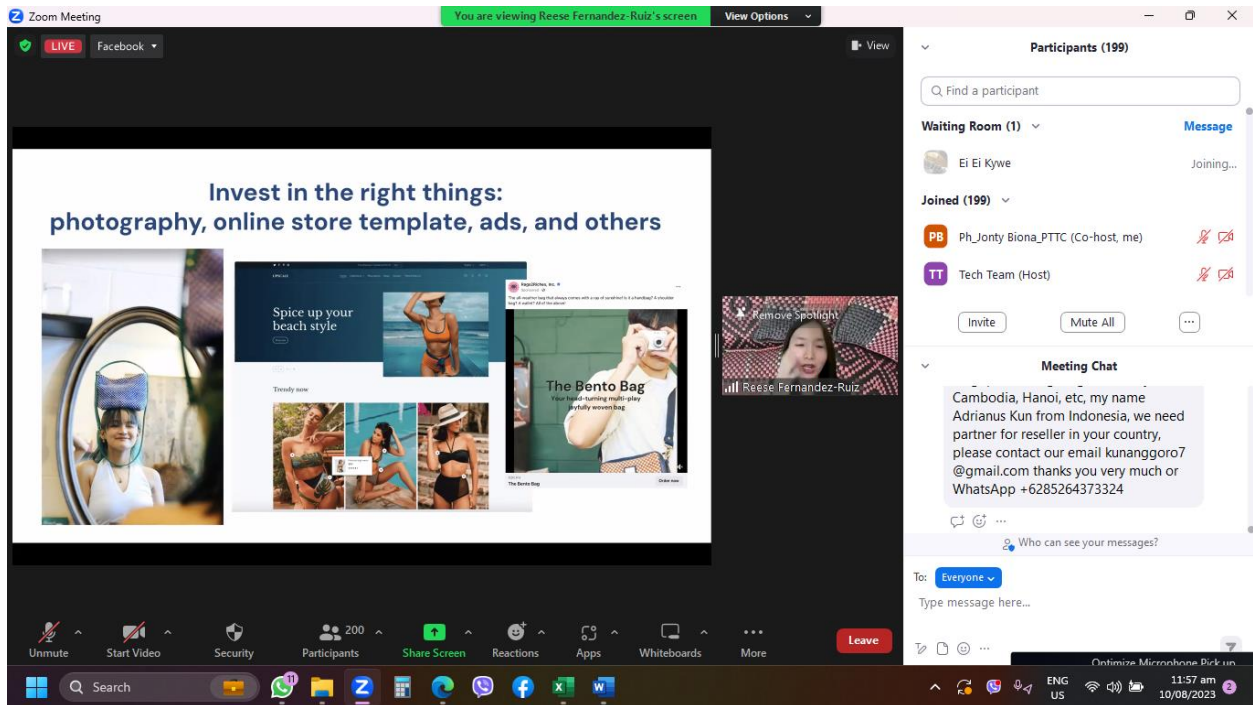 Zoom Meeting
You are viewing Reese Fernandez-Ruiz's screen
View Options
LIVE
Facebook
View
Invest in the right things:
photography, online store template, ads, and others
Spice up your
beach style
Trendy now
Rags2Riches, Inc.
The Bento Bag
Your head-turning multi-play
joyfully woven bag
The Bento Bag
Order now
Remove Spotlight
Reese Fernandez-Ruiz
Participants (199)
Find a participant
Waiting Room (1)
Message
Ei Ei Kywe
Joining...
Joined (199)
PB
Ph_Jonty Biona_PTTC (Co-host, me)
TT
Tech Team (Host)
Invite
Mute All
Meeting Chat
Cambodia, Hanoi, etc, my name
Adrianus Kun from Indonesia, we need
partner for reseller in your country,
please contact our email kunanggoro7
@gmail.com thanks you very much or
WhatsApp +6285264373324
Who can see your messages?
To: Everyone
Type message here...
Unmute
Start Video
Security
200
Participants
Share Screen
Reactions
Apps
Whiteboards
More
Leave
Optimize Microphone Pick up
Search
11
ENG
US
11:57 am
10/08/2023
2